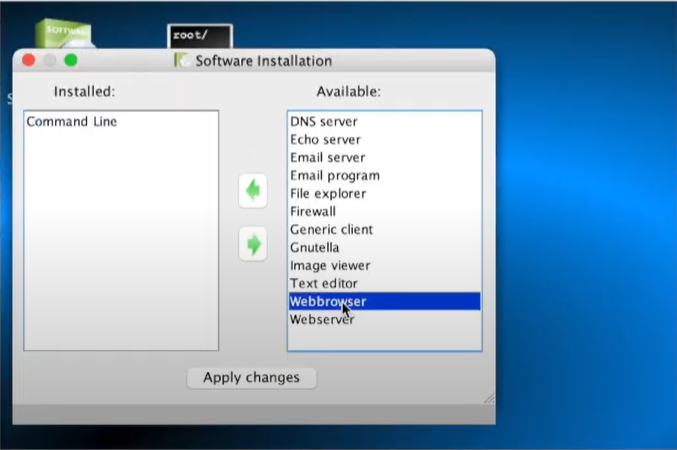 root/
Software Installation
Installed:
Available:
Command Line
DNS server
Echo server
Email server
Email program
File explorer
Firewall
Generic client
Gnutella
Image viewer
Text editor
Webbrowser
Webserver
Apply changes